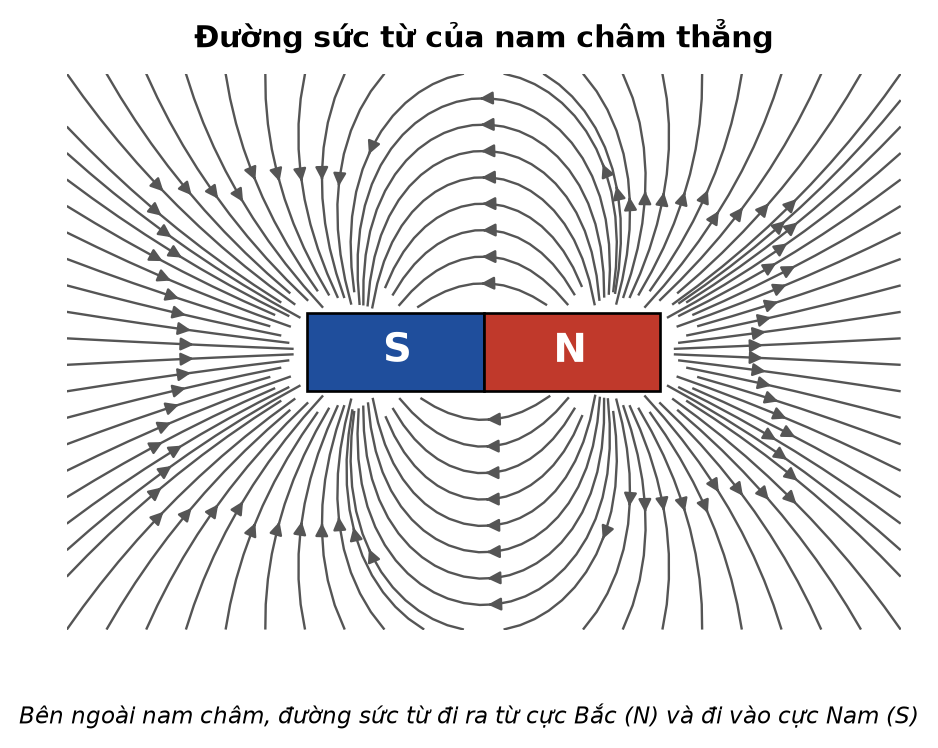 Đường sức từ của nam châm thẳng
S N
Bên ngoài nam châm, đường sức từ đi ra từ cực Bắc (N) và đi vào cực Nam (S)